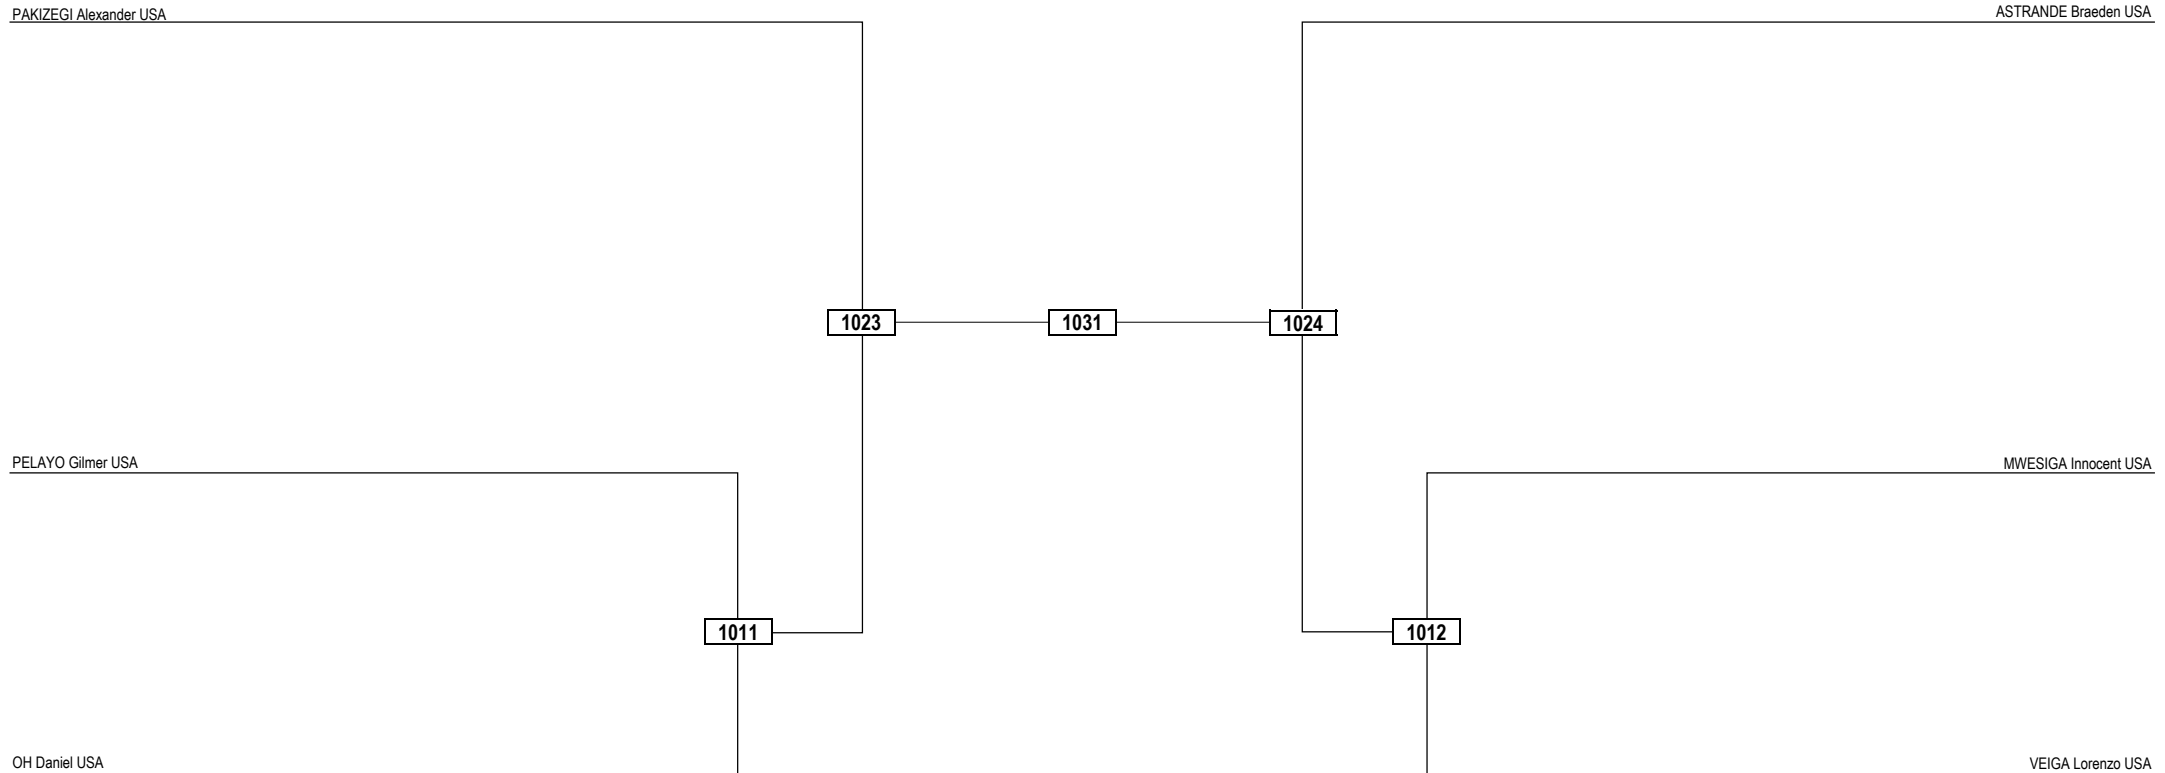 PAKIZEGI Alexander USA
ASTRANDE Braeden USA
1023
1031
1024
PELAYO Gilmer USA
MWESIGA Innocent USA
1011
1012
OH Daniel USA
VEIGA Lorenzo USA